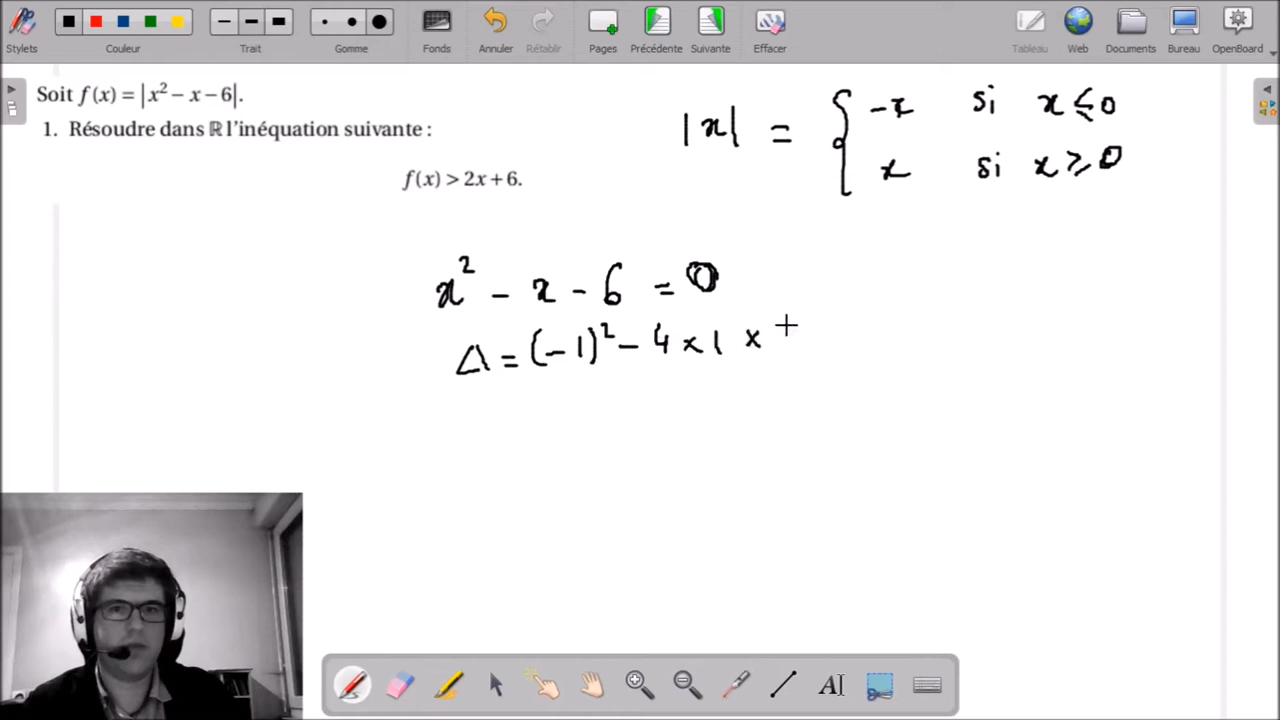 Stylets Couleur Trait Gomme Fonds Annuler Rétablir Pages Précédente Suivante Effacer Tableau Web Documents Bureau OpenBoard
Soit f(x) = |x² − x − 6|.
1. Résoudre dans ℝ l'inéquation suivante :
f(x) > 2x + 6.
|x| = { -x si x ≤ 0
x si x ≥ 0
x² - x - 6 = 0
Δ = (-1)² - 4 × 1 ×